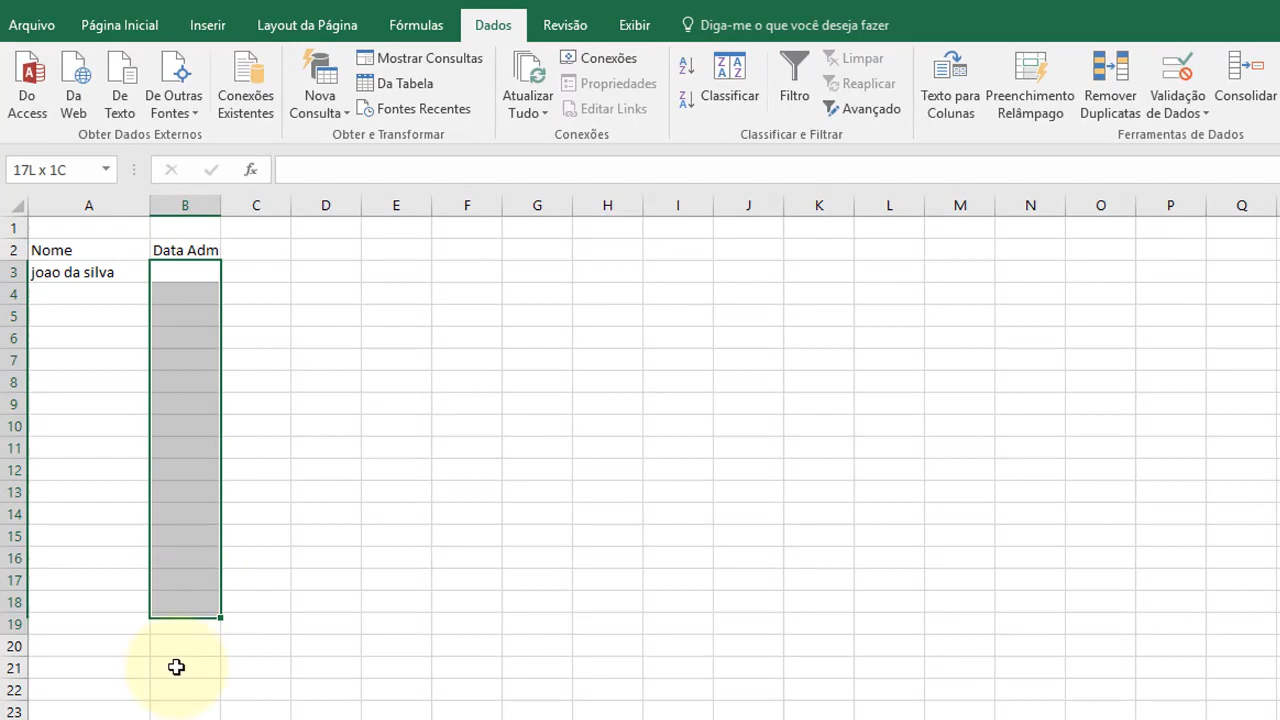 Arquivo Página Inicial Inserir Layout da Página Fórmulas Dados Revisão Exibir Diga-me o que você deseja fazer
Do Access
Da Web
De Texto
De Outras Fontes
Conexões Existentes
Obter Dados Externos
Nova Consulta
Mostrar Consultas
Da Tabela
Fontes Recentes
Obter e Transformar
Atualizar Tudo
Conexões
Propriedades
Editar Links
Conexões
Classificar
Filtro
Limpar
Reaplicar
Avançado
Classificar e Filtrar
Texto para Colunas
Preenchimento Relâmpago
Remover Duplicatas
Validação de Dados
Consolidar
Ferramentas de Dados
17L x 1C fx
A B C D E F G H I J K L M N O P Q
1
2 Nome Data Adm
3 joao da silva
4
5
6
7
8
9
10
11
12
13
14
15
16
17
18
19
20
21
22
23